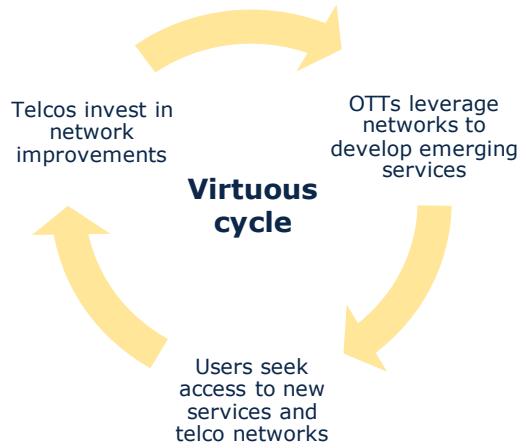 Telcos invest in
network
improvements
OTTs leverage
networks to
develop emerging
services
Virtuous
cycle
Users seek
access to new
services and
telco networks